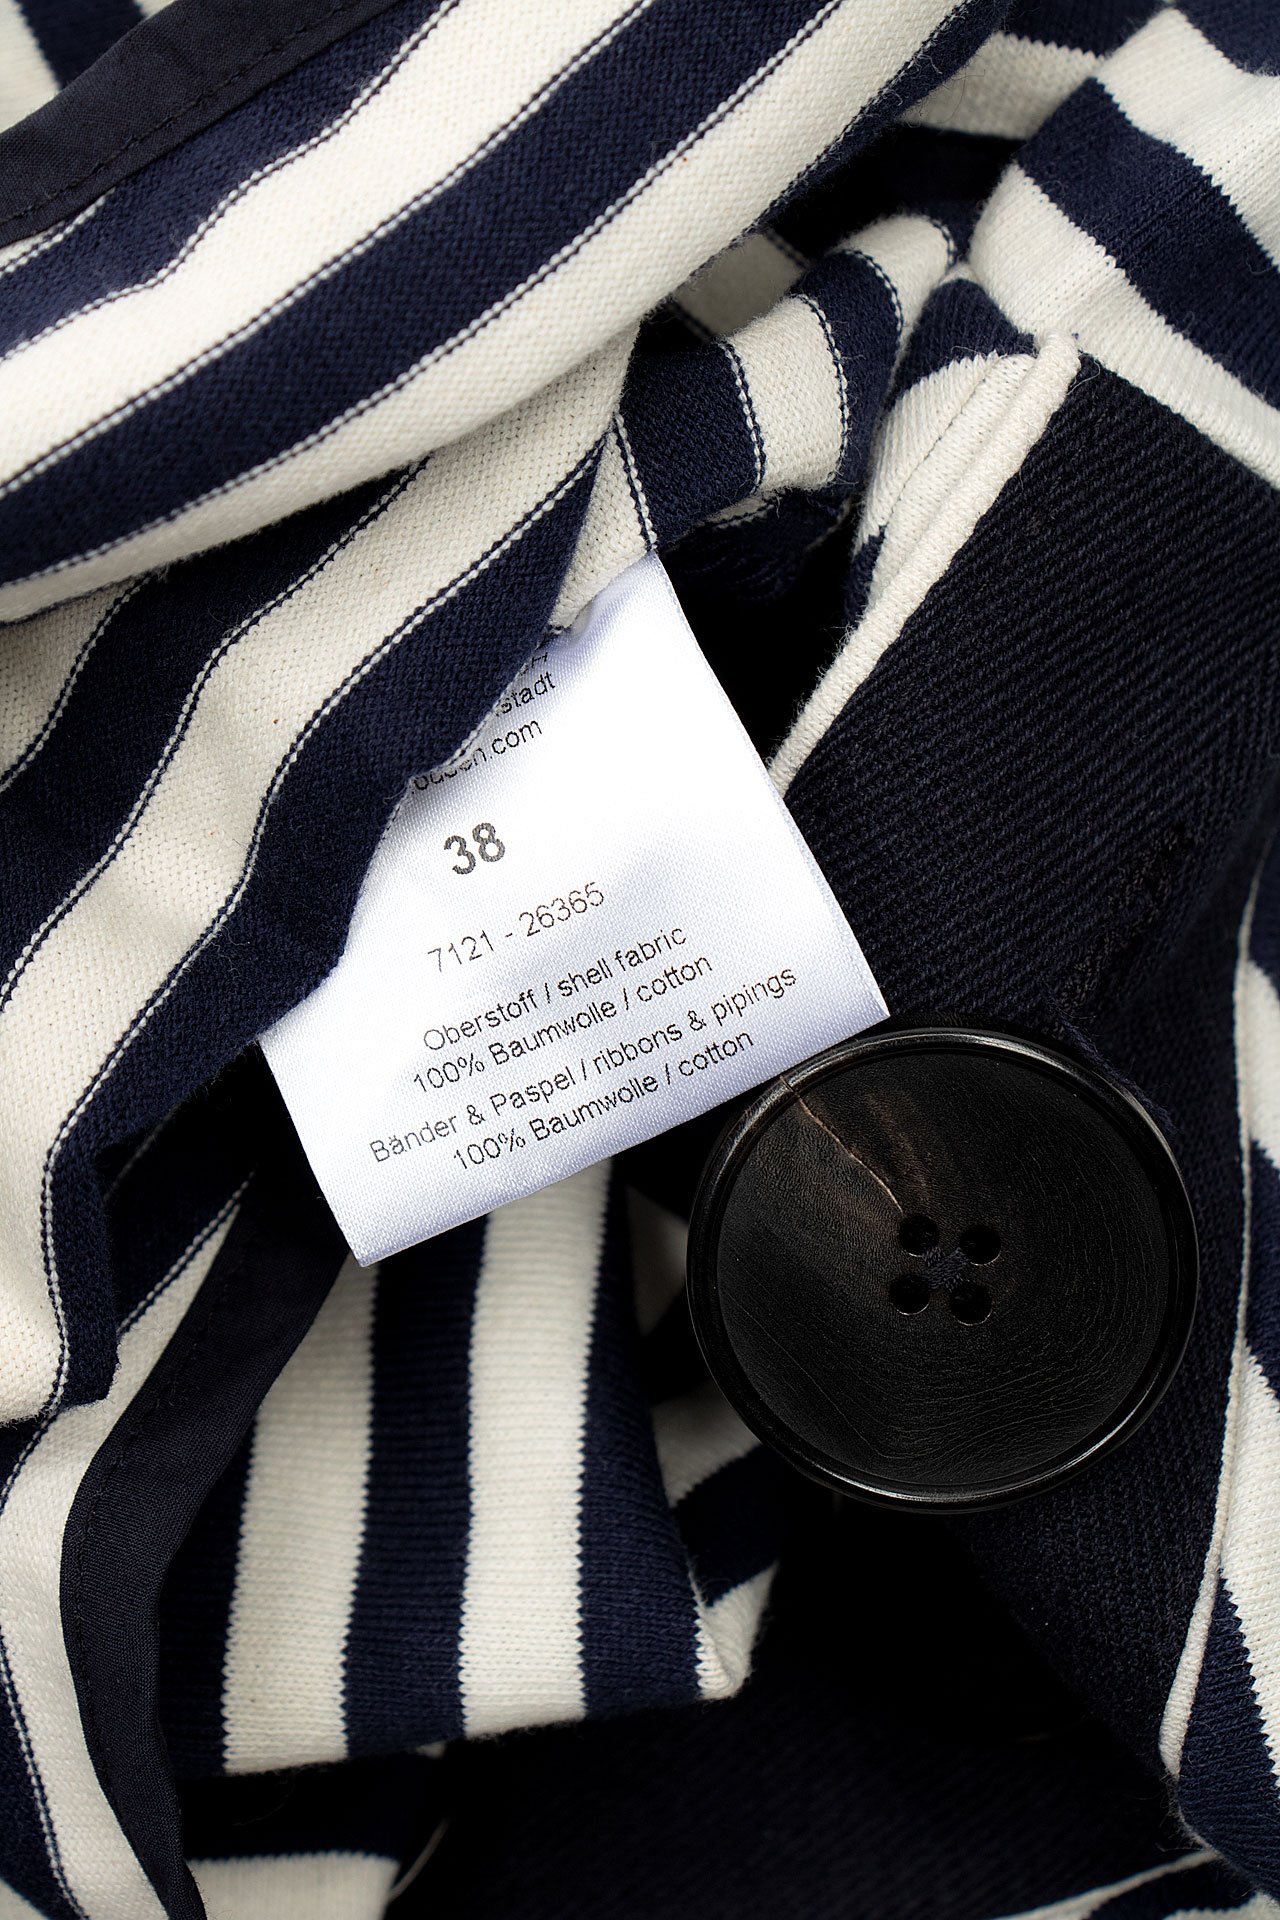 38
7121 - 26365
Oberstoff / shell fabric
100% Baumwolle / cotton
Bänder & Paspel / ribbons & pipings
100% Baumwolle / cotton